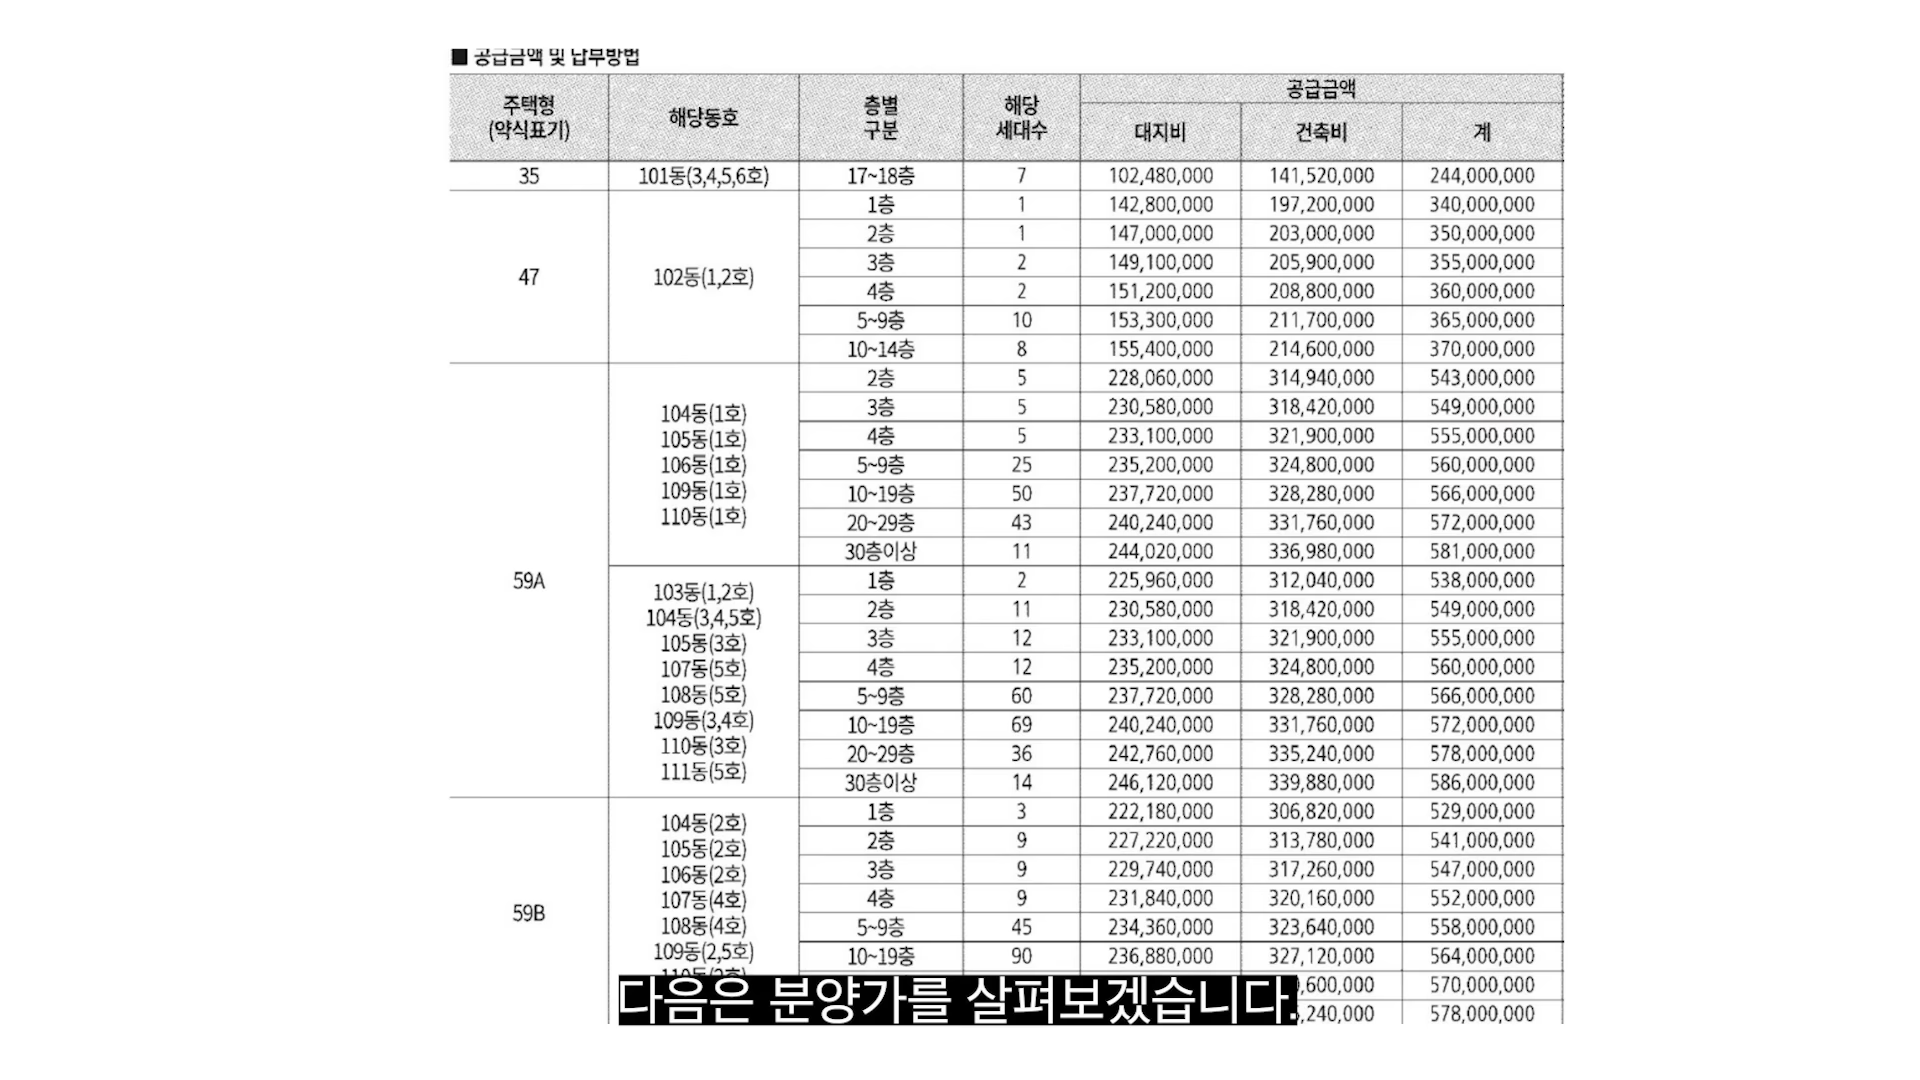 ■ 공급금액 및 납부방법
주택형 (약식표기) 해당동호 층별 구분 해당 세대수 공급금액
대지비 건축비 계
35 101동(3,4,5,6호) 17~18층 7 102,480,000 141,520,000 244,000,000
47 102동(1,2호) 1층 1 142,800,000 197,200,000 340,000,000
2층 1 147,000,000 203,000,000 350,000,000
3층 2 149,100,000 205,900,000 355,000,000
4층 2 151,200,000 208,800,000 360,000,000
5~9층 10 153,300,000 211,700,000 365,000,000
10~14층 8 155,400,000 214,600,000 370,000,000
59A
104동(1호)
105동(1호)
106동(1호)
109동(1호)
110동(1호)
2층 5 228,060,000 314,940,000 543,000,000
3층 5 230,580,000 318,420,000 549,000,000
4층 5 233,100,000 321,900,000 555,000,000
5~9층 25 235,200,000 324,800,000 560,000,000
10~19층 50 237,720,000 328,280,000 566,000,000
20~29층 43 240,240,000 331,760,000 572,000,000
30층이상 11 244,020,000 336,980,000 581,000,000
103동(1,2호)
104동(3,4,5호)
105동(3호)
107동(5호)
108동(5호)
109동(3,4호)
110동(3호)
111동(5호)
1층 2 225,960,000 312,040,000 538,000,000
2층 11 230,580,000 318,420,000 549,000,000
3층 12 233,100,000 321,900,000 555,000,000
4층 12 235,200,000 324,800,000 560,000,000
5~9층 60 237,720,000 328,280,000 566,000,000
10~19층 69 240,240,000 331,760,000 572,000,000
20~29층 36 242,760,000 335,240,000 578,000,000
30층이상 14 246,120,000 339,880,000 586,000,000
59B
104동(2호)
105동(2호)
106동(2호)
107동(4호)
108동(4호)
109동(2,5호)
1층 3 222,180,000 306,820,000 529,000,000
2층 9 227,220,000 313,780,000 541,000,000
3층 9 229,740,000 317,260,000 547,000,000
4층 9 231,840,000 320,160,000 552,000,000
5~9층 45 234,360,000 323,640,000 558,000,000
10~19층 90 236,880,000 327,120,000 564,000,000
570,000,000
578,000,000
다음은 분양가를 살펴보겠습니다.